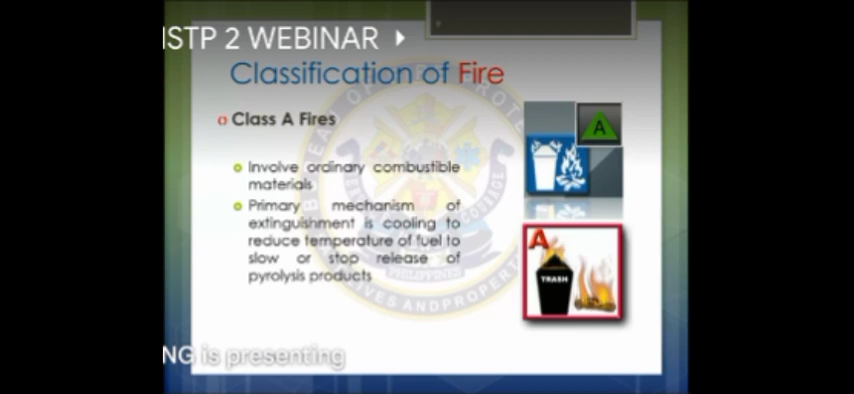 ISTP 2 WEBINAR
Classification of Fire
Class A Fires
Involve ordinary combustible
materials
Primary mechanism of
extinguishment is cooling to
reduce temperature of fuel to
slow or stop release of
pyrolysis products
A
A
TRASH
PHILIPPINES
NG is presenting